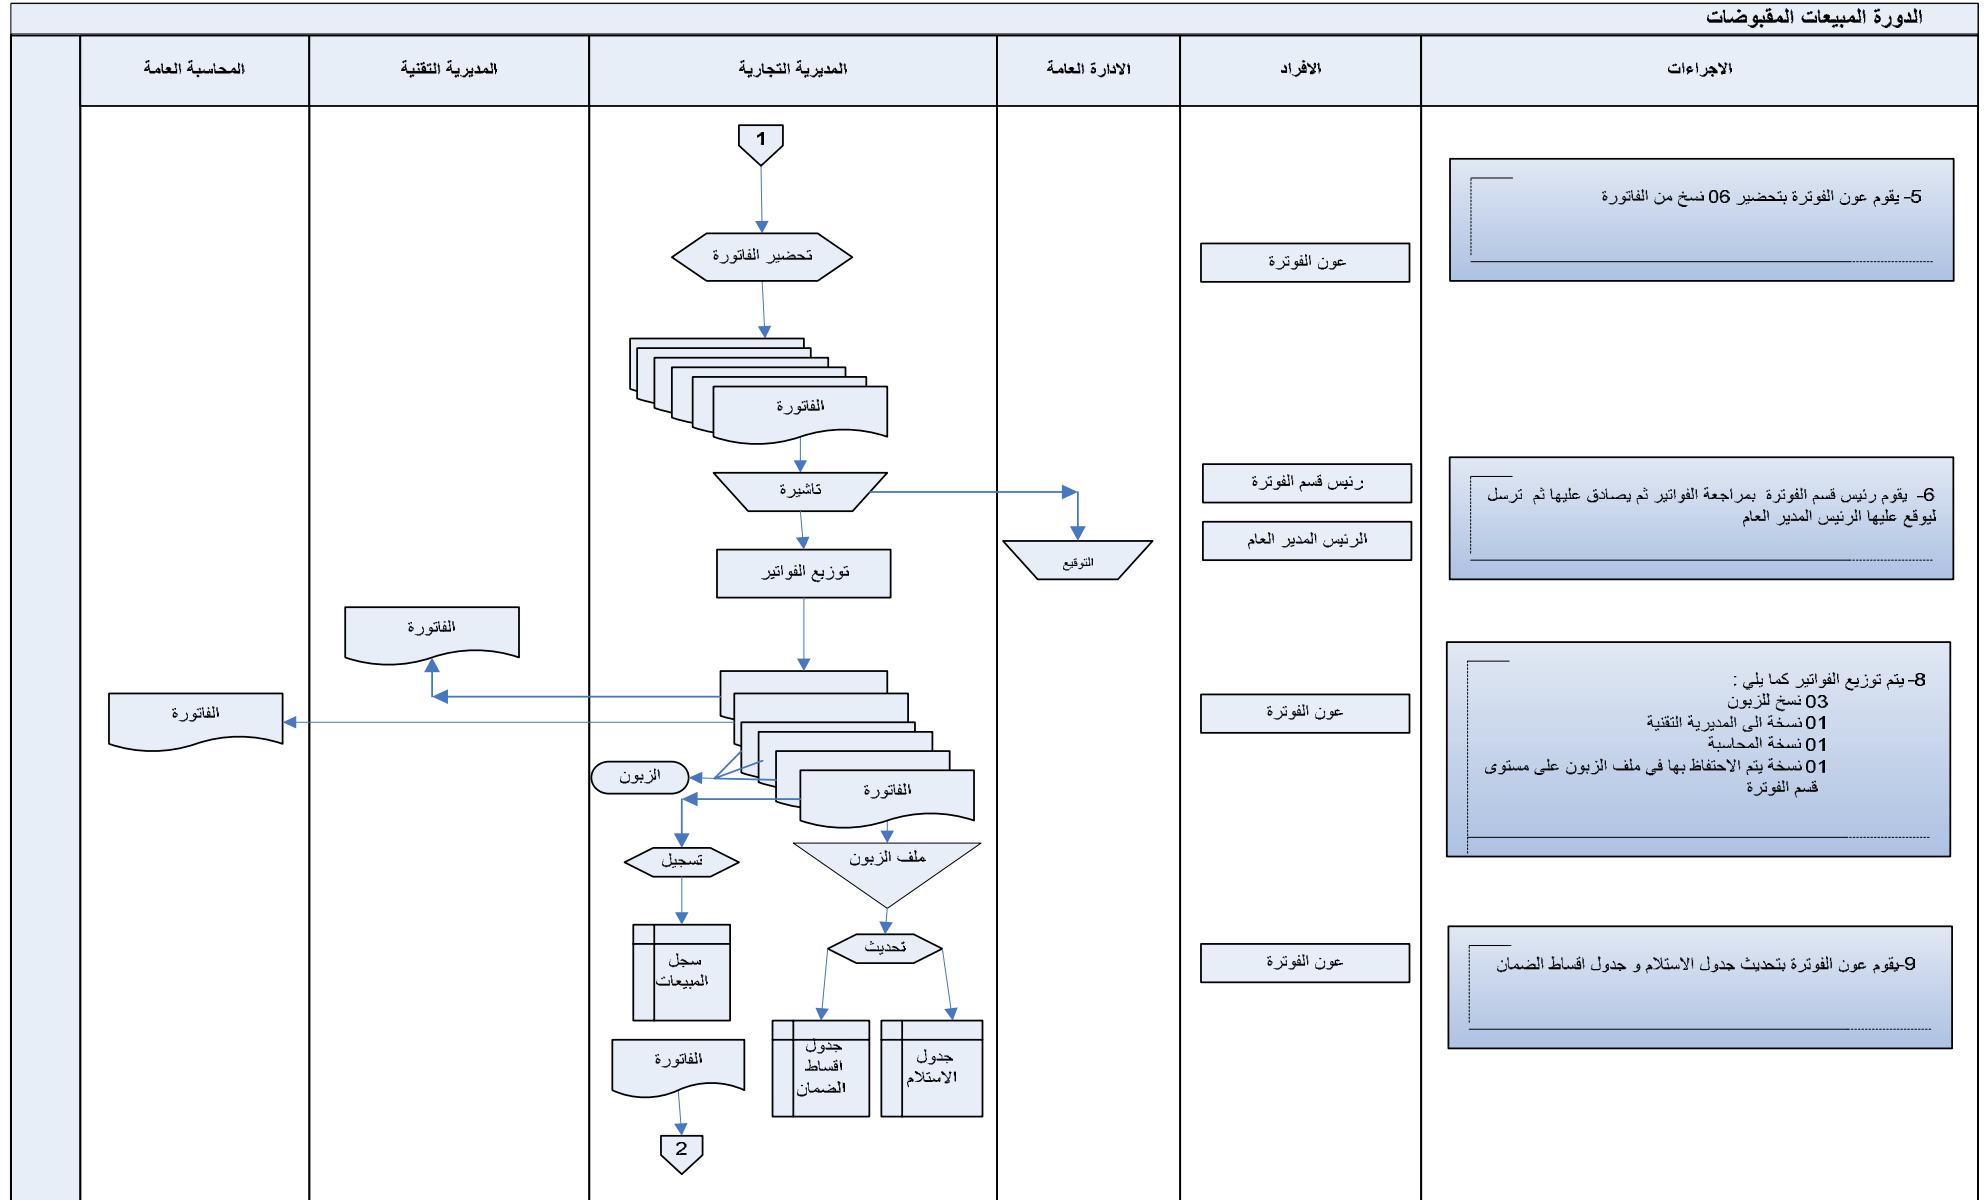 الدورة المبيعات المقبوضات
الاجراءات
الافراد
الادارة العامة
المديرية التجارية
المديرية التقنية
المحاسبة العامة
1
5- يقوم عون الفوترة بتحضير 06 نسخ من الفاتورة
عون الفوترة
تحضير الفاتورة
الفاتورة
6- يقوم رئيس قسم الفوترة بمراجعة الفواتير ثم يصادق عليها ثم ترسل
ليوقع عليها الرئيس المدير العام
رئيس قسم الفوترة
الرئيس المدير العام
تاشيرة
التوقيع
توزيع الفواتير
8- يتم توزيع الفواتير كما يلي :
03 نسخ للزبون
01 نسخة الى المديرية التقنية
01 نسخة المحاسبة
01 نسخة يتم الاحتفاظ بها في ملف الزبون على مستوى
قسم الفوترة
عون الفوترة
الفاتورة
الفاتورة
الزبون
الفاتورة
ملف الزبون
تسجيل
9-يقوم عون الفوترة بتحديث جدول الاستلام و جدول اقساط الضمان
عون الفوترة
تحديث
سجل
المبيعات
جدول
الاستلام
جدول
اقساط
الضمان
الفاتورة
2